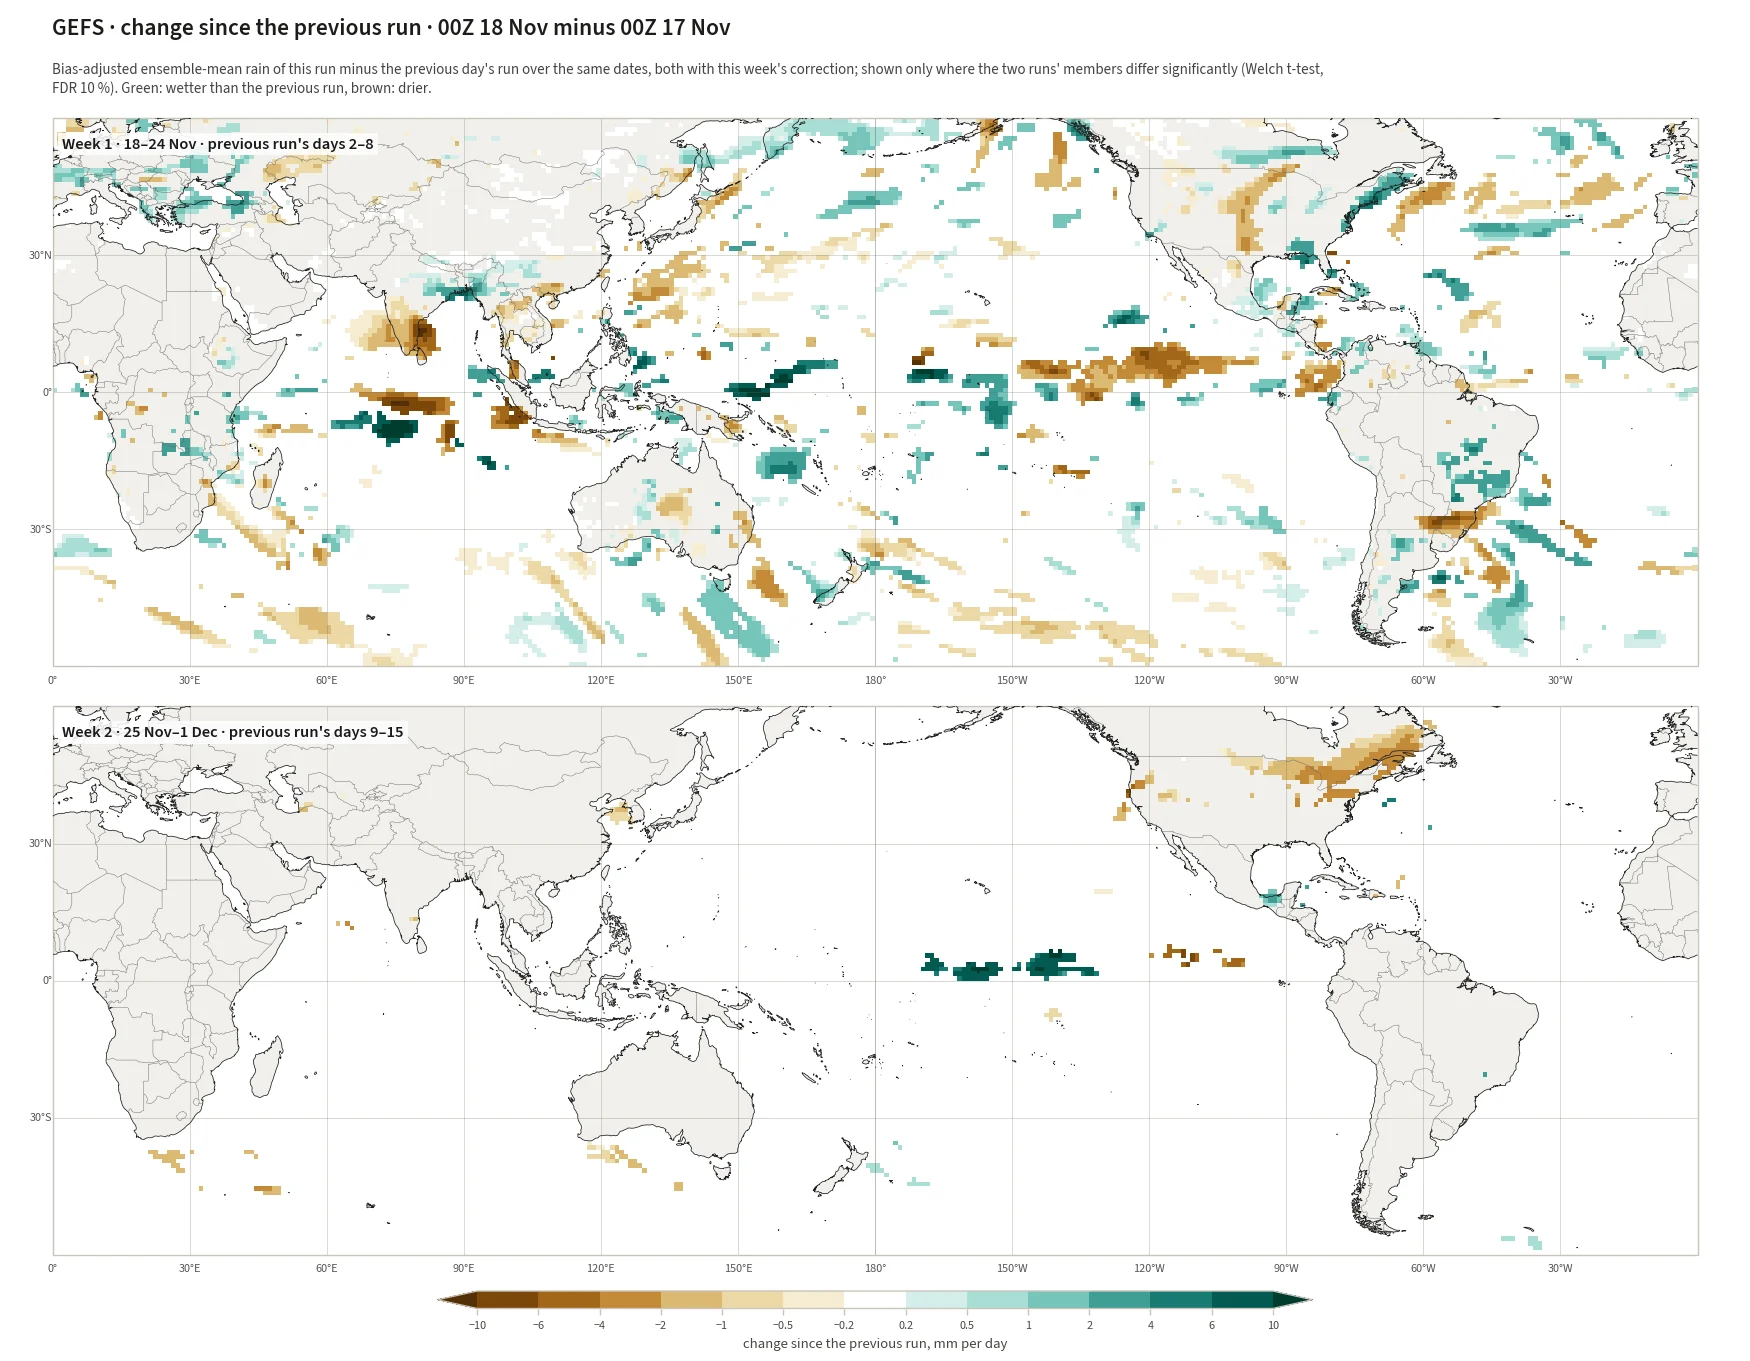 GEFS · change since the previous run · 00Z 18 Nov minus 00Z 17 Nov
Bias-adjusted ensemble-mean rain of this run minus the previous day's run over the same dates, both with this week's correction; shown only where the two runs' members differ significantly (Welch t-test,
FDR 10 %). Green: wetter than the previous run, brown: drier.
Week 1 · 18–24 Nov · previous run's days 2–8
30°N
0°
30°S
0° 30°E 60°E 90°E 120°E 150°E 180° 150°W 120°W 90°W 60°W 30°W
Week 2 · 25 Nov–1 Dec · previous run's days 9–15
30°N
0°
30°S
0° 30°E 60°E 90°E 120°E 150°E 180° 150°W 120°W 90°W 60°W 30°W
−10 −6 −4 −2 −1 −0.5 −0.2 0.2 0.5 1 2 4 6 10
change since the previous run, mm per day